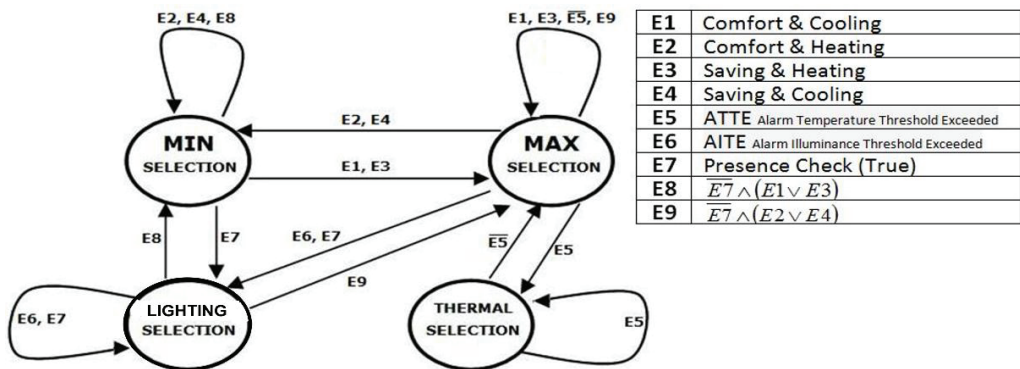 E2, E4, E8
E1, E3, E̅5̅, E9
MIN
SELECTION
MAX
SELECTION
E2, E4
E1, E3
E8
E7
E6, E7
E9
E̅5̅
E5
LIGHTING
SELECTION
E6, E7
THERMAL
SELECTION
E5
E1 Comfort & Cooling
E2 Comfort & Heating
E3 Saving & Heating
E4 Saving & Cooling
E5 ATTE Alarm Temperature Threshold Exceeded
E6 AITE Alarm Illuminance Threshold Exceeded
E7 Presence Check (True)
E8 E̅7̅ ∧ (E1 ∨ E3)
E9 E̅7̅ ∧ (E2 ∨ E4)